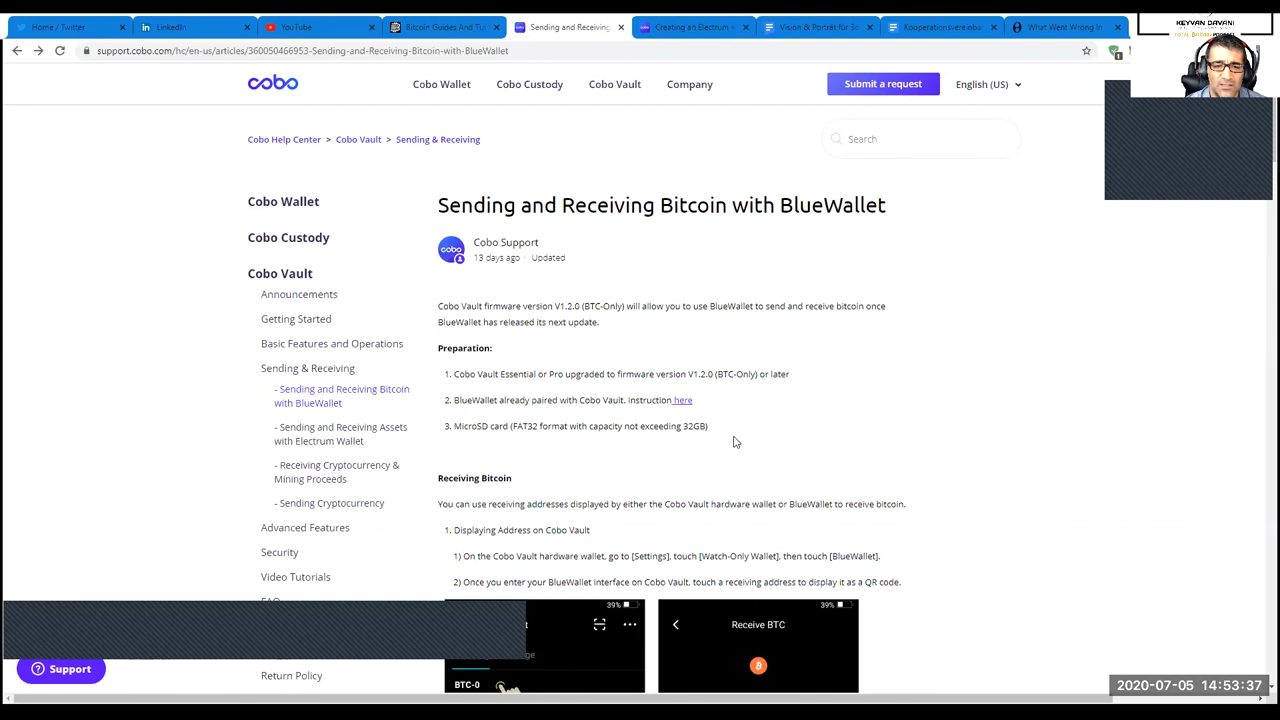 Home / Twitter
LinkedIn
YouTube
Bitcoin Guides And Tu
Sending and Receiving
Creating an Electrum w
Vision & Porträt für Bo
Kooperationsvereinba
What Went Wrong In
KEYVAN DAVANI
TOTAL BITCOIN PODCAST
support.cobo.com/hc/en-us/articles/360050466953-Sending-and-Receiving-Bitcoin-with-BlueWallet
1
cobo
Cobo Wallet
Cobo Custody
Cobo Vault
Company
Submit a request
English (US)
Cobo Help Center > Cobo Vault > Sending & Receiving
Search
Cobo Wallet
Cobo Custody
Cobo Vault
Announcements
Getting Started
Basic Features and Operations
Sending & Receiving
- Sending and Receiving Bitcoin
with BlueWallet
- Sending and Receiving Assets
with Electrum Wallet
- Receiving Cryptocurrency &
Mining Proceeds
- Sending Cryptocurrency
Advanced Features
Security
Video Tutorials
Return Policy
Support
Sending and Receiving Bitcoin with BlueWallet
cobo
Cobo Support
13 days ago · Updated
Cobo Vault firmware version V1.2.0 (BTC-Only) will allow you to use BlueWallet to send and receive bitcoin once
BlueWallet has released its next update.
Preparation:
1. Cobo Vault Essential or Pro upgraded to firmware version V1.2.0 (BTC-Only) or later
2. BlueWallet already paired with Cobo Vault. Instruction here
3. MicroSD card (FAT32 format with capacity not exceeding 32GB)
Receiving Bitcoin
You can use receiving addresses displayed by either the Cobo Vault hardware wallet or BlueWallet to receive bitcoin.
1. Displaying Address on Cobo Vault
1) On the Cobo Vault hardware wallet, go to [Settings], touch [Watch-Only Wallet], then touch [BlueWallet].
2) Once you enter your BlueWallet interface on Cobo Vault, touch a receiving address to display it as a QR code.
39%
BTC-0
39%
Receive BTC
2020-07-05 14:53:37